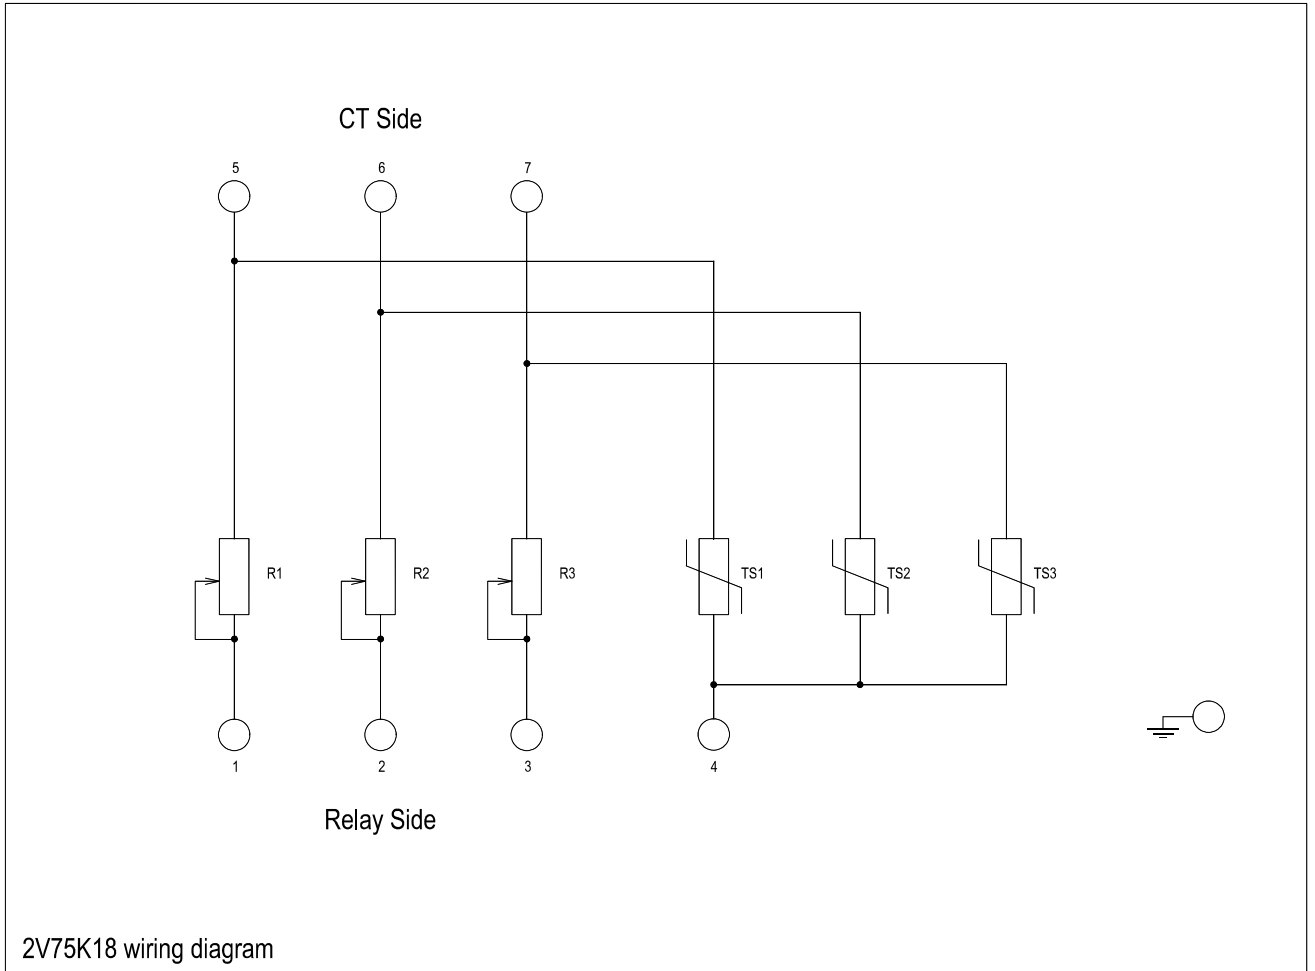 CT Side
5 6 7
R1 R2 R3 TS1 TS2 TS3
1 2 3 4
Relay Side
2V75K18 wiring diagram